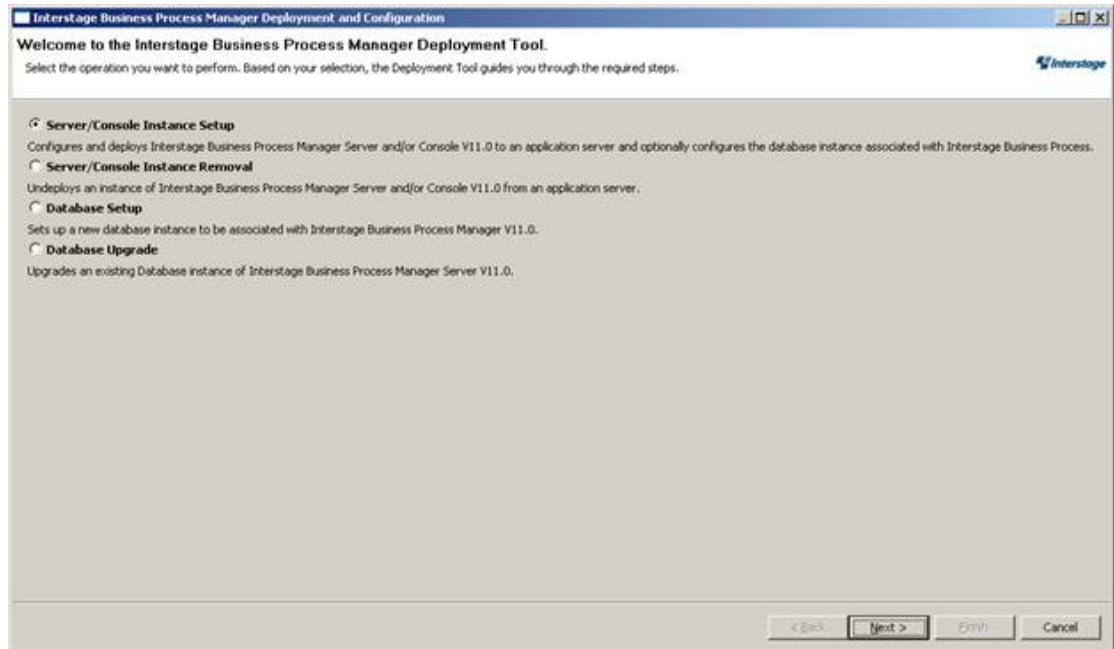 Interstage Business Process Manager Deployment and Configuration
Welcome to the Interstage Business Process Manager Deployment Tool.
Select the operation you want to perform. Based on your selection, the Deployment Tool guides you through the required steps.
Interstage
Server/Console Instance Setup
Configures and deploys Interstage Business Process Manager Server and/or Console V11.0 to an application server and optionally configures the database instance associated with Interstage Business Process.
Server/Console Instance Removal
Undeploys an instance of Interstage Business Process Manager Server and/or Console V11.0 from an application server.
Database Setup
Sets up a new database instance to be associated with Interstage Business Process Manager V11.0.
Database Upgrade
Upgrades an existing Database instance of Interstage Business Process Manager Server V11.0.
< Back Next > Finish Cancel